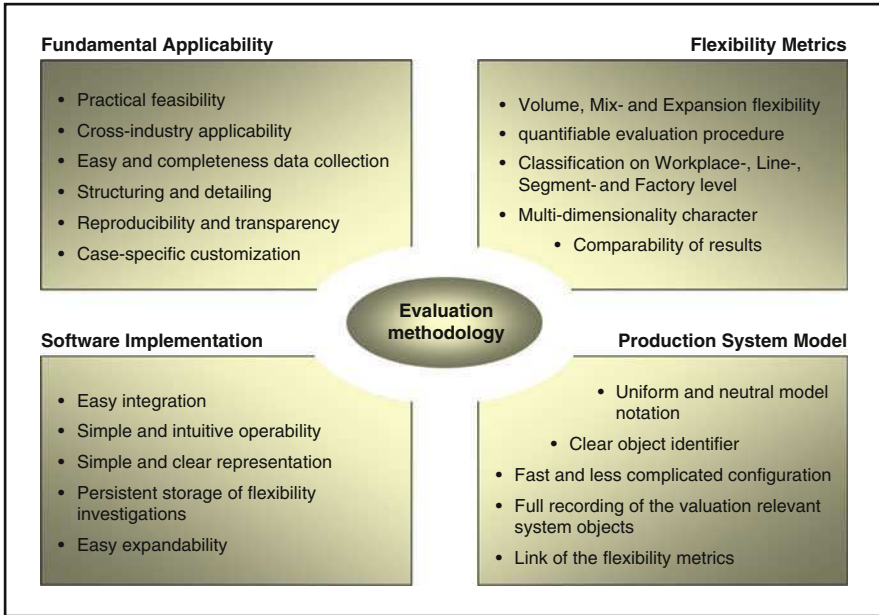 Fundamental Applicability
• Practical feasibility
• Cross-industry applicability
• Easy and completeness data collection
• Structuring and detailing
• Reproducibility and transparency
• Case-specific customization
Flexibility Metrics
• Volume, Mix- and Expansion flexibility
• quantifiable evaluation procedure
• Classification on Workplace-, Line-,
Segment- and Factory level
• Multi-dimensionality character
• Comparability of results
Evaluation
methodology
Software Implementation
• Easy integration
• Simple and intuitive operability
• Simple and clear representation
• Persistent storage of flexibility
investigations
• Easy expandability
Production System Model
• Uniform and neutral model
notation
• Clear object identifier
• Fast and less complicated configuration
• Full recording of the valuation relevant
system objects
• Link of the flexibility metrics